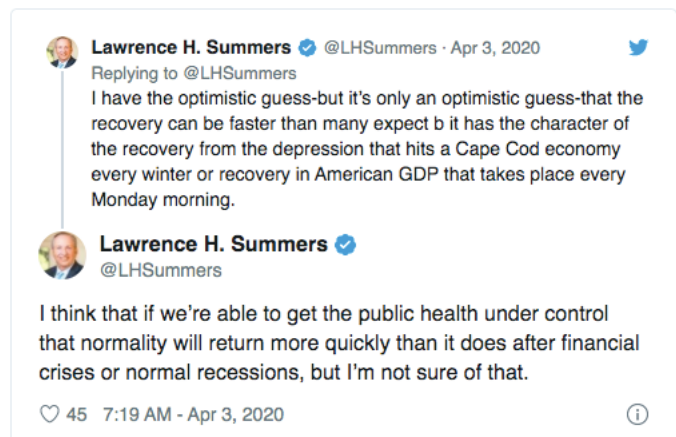 Lawrence H. Summers @LHSummers · Apr 3, 2020
Replying to @LHSummers
I have the optimistic guess-but it's only an optimistic guess-that the
recovery can be faster than many expect b it has the character of
the recovery from the depression that hits a Cape Cod economy
every winter or recovery in American GDP that takes place every
Monday morning.
Lawrence H. Summers
@LHSummers
I think that if we're able to get the public health under control
that normality will return more quickly than it does after financial
crises or normal recessions, but I'm not sure of that.
45 7:19 AM - Apr 3, 2020